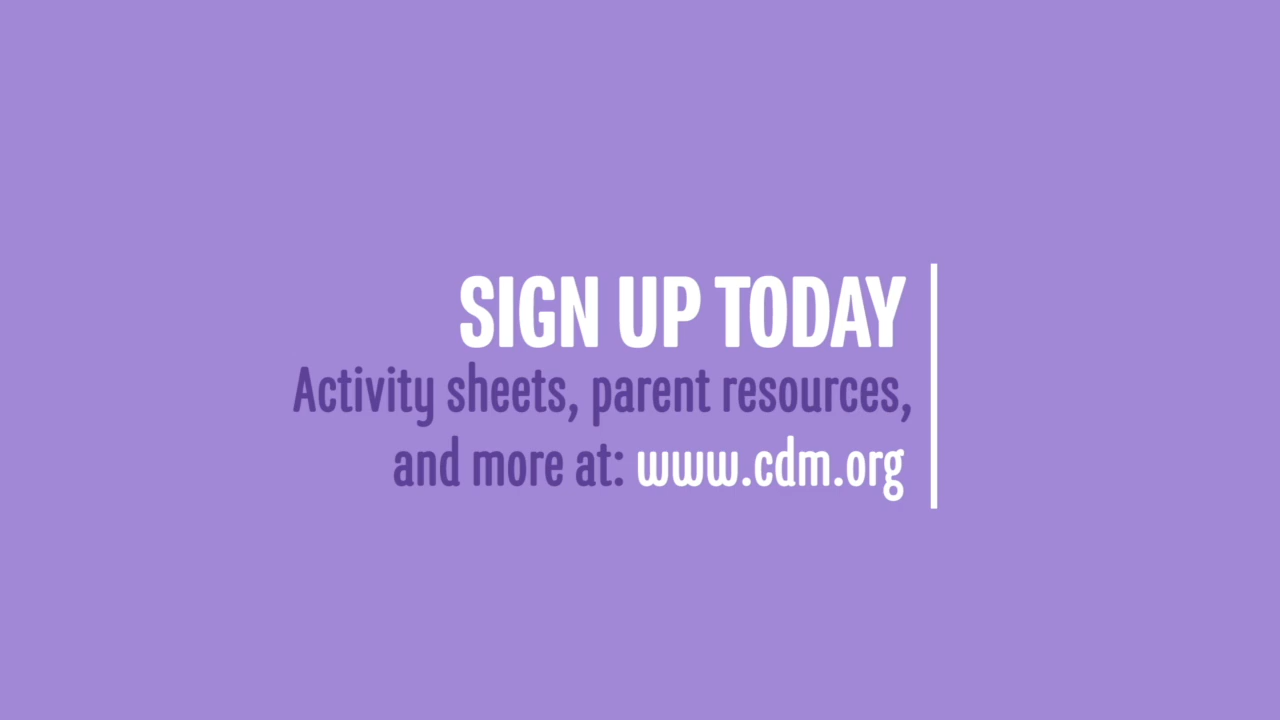 SIGN UP TODAY
Activity sheets, parent resources,
and more at: www.cdm.org